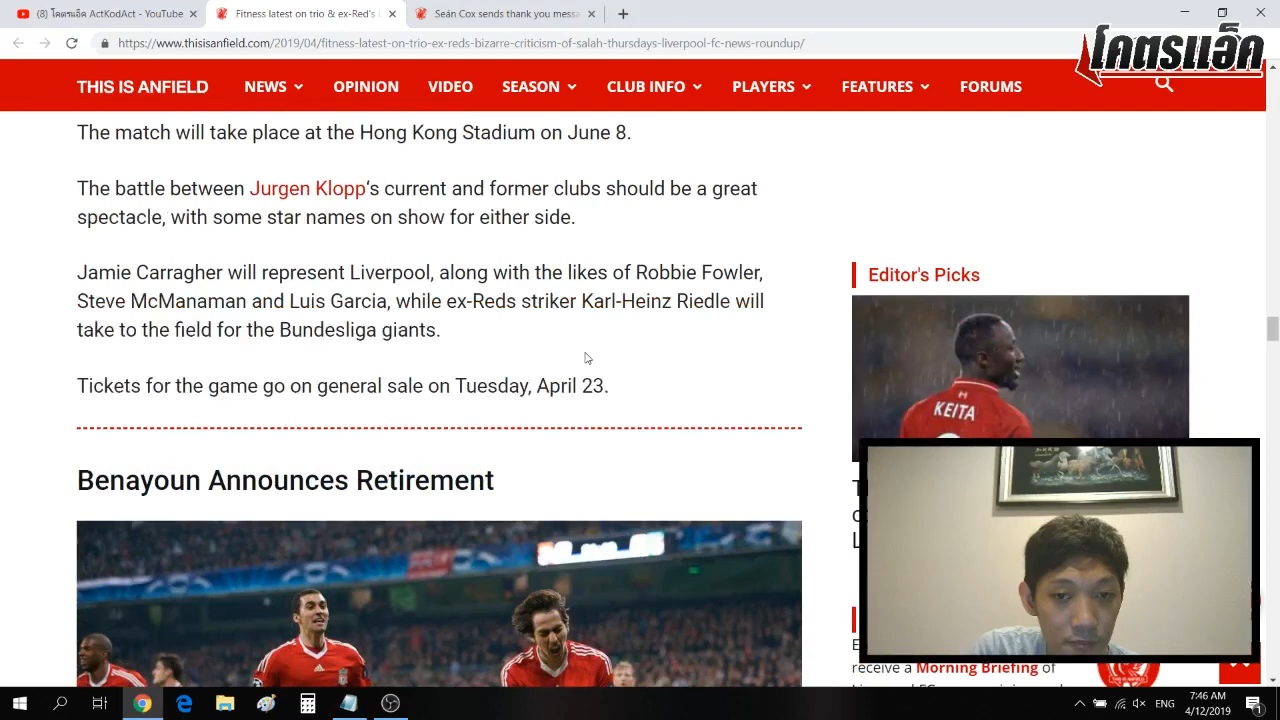 (8) โคตรแอ็ค ActKodAct - YouTube
Fitness latest on trio & ex-Red's L
Seán Cox sends thank you messa
https://www.thisisanfield.com/2019/04/fitness-latest-on-trio-ex-reds-bizarre-criticism-of-salah-thursdays-liverpool-fc-news-roundup/
โคตรแอ็ค
THIS IS ANFIELD NEWS OPINION VIDEO SEASON CLUB INFO PLAYERS FEATURES FORUMS
The match will take place at the Hong Kong Stadium on June 8.
The battle between Jurgen Klopp‘s current and former clubs should be a great
spectacle, with some star names on show for either side.
Jamie Carragher will represent Liverpool, along with the likes of Robbie Fowler,
Steve McManaman and Luis Garcia, while ex-Reds striker Karl-Heinz Riedle will
take to the field for the Bundesliga giants.
Tickets for the game go on general sale on Tuesday, April 23.
Benayoun Announces Retirement
Editor's Picks
KEITA
receive a Morning Briefing of
ENG
7:46 AM
4/12/2019
1